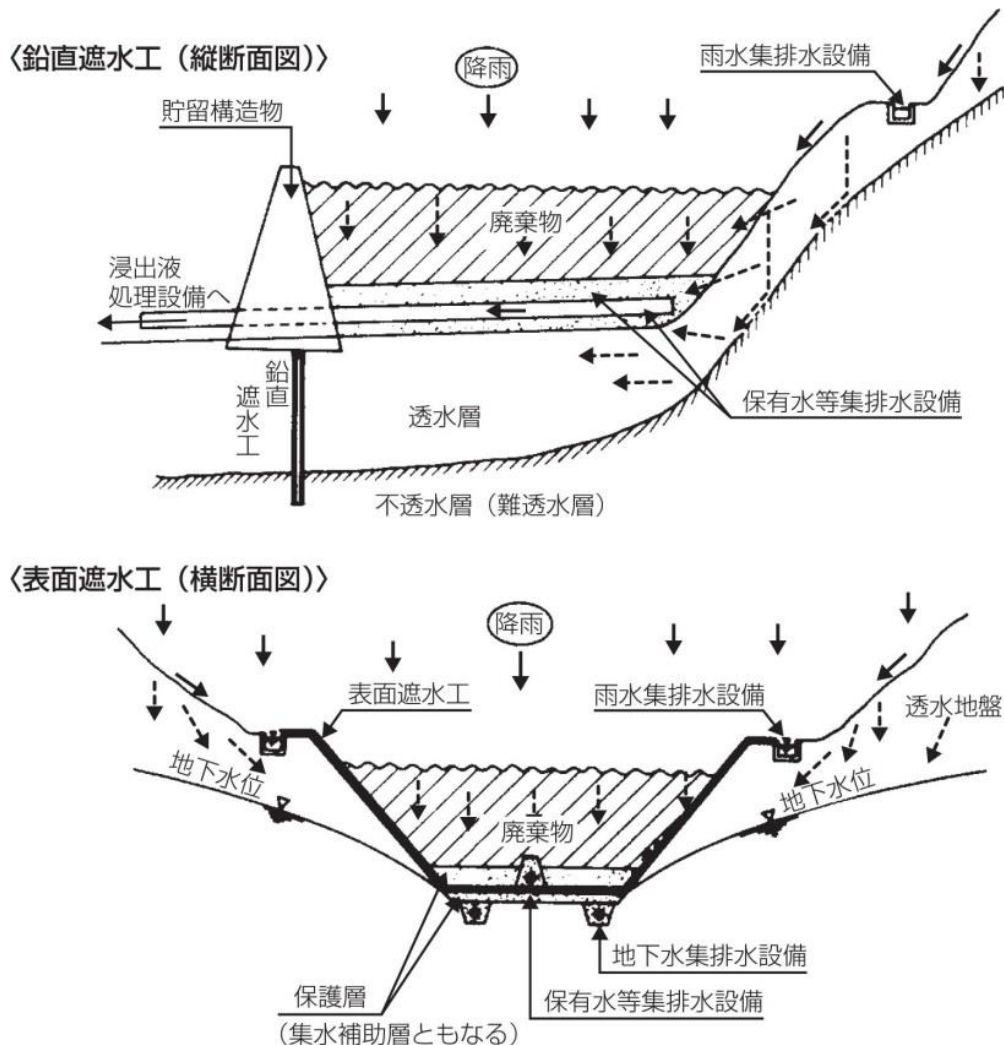 〈鉛直遮水工（縦断面図）〉
降雨
雨水集排水設備
貯留構造物
廃棄物
浸出液
処理設備へ
鉛直
遮水工
透水層
保有水等集排水設備
不透水層（難透水層）
〈表面遮水工（横断面図）〉
降雨
表面遮水工
雨水集排水設備
透水地盤
地下水位
地下水位
廃棄物
地下水集排水設備
保護層
（集水補助層ともなる）
保有水等集排水設備